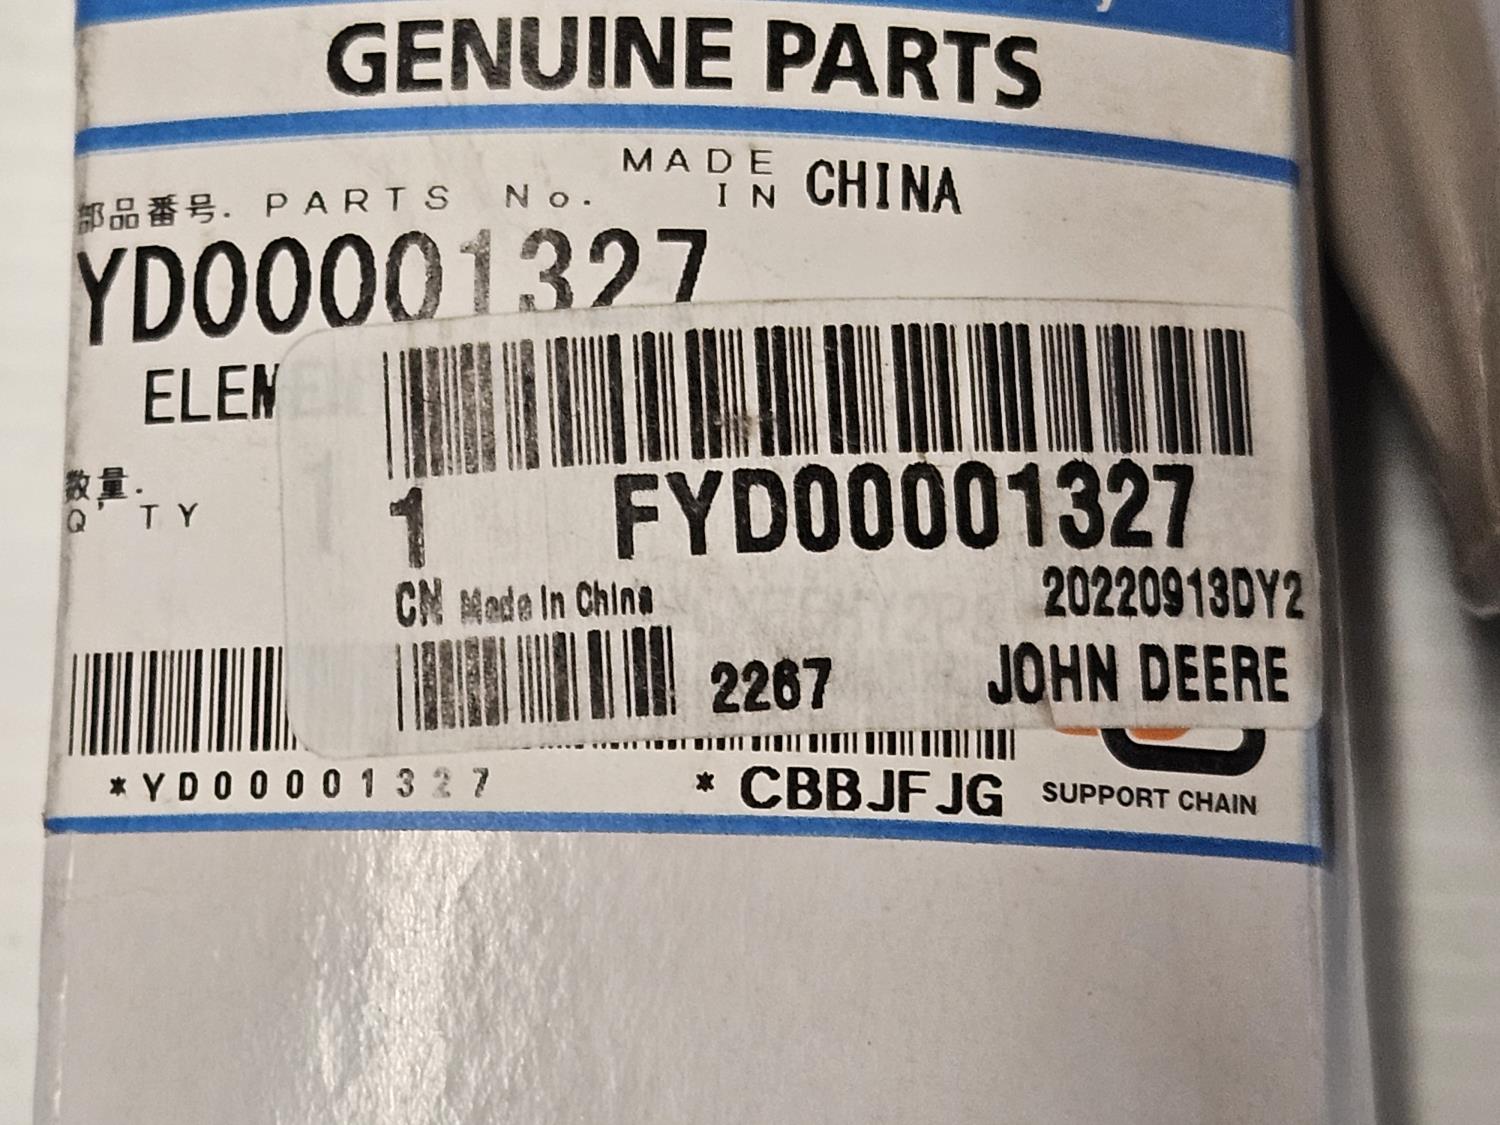 GENUINE PARTS
MADE
IN CHINA
部品番号. PARTS No.
YD00001327
ELEM
数量.
Q'TY
1 FYD00001327
CN Made In China
20220913DY2
2267 JOHN DEERE
*YD00001327 * CBBJFJG
SUPPORT CHAIN